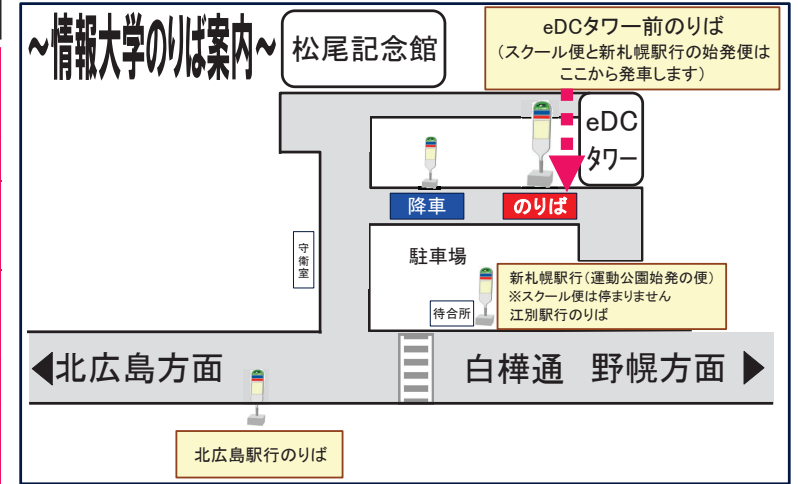 ～情報大学のりば案内～
松尾記念館
eDCタワー前のりば
（スクール便と新札幌駅行の始発便は
ここから発車します）
eDC
タワー
降車
のりば
守衛室
駐車場
待合所
新札幌駅行（運動公園始発の便）
※スクール便は停まりません
江別駅行のりば
◀北広島方面
白樺通 野幌方面 ▶
北広島駅行のりば